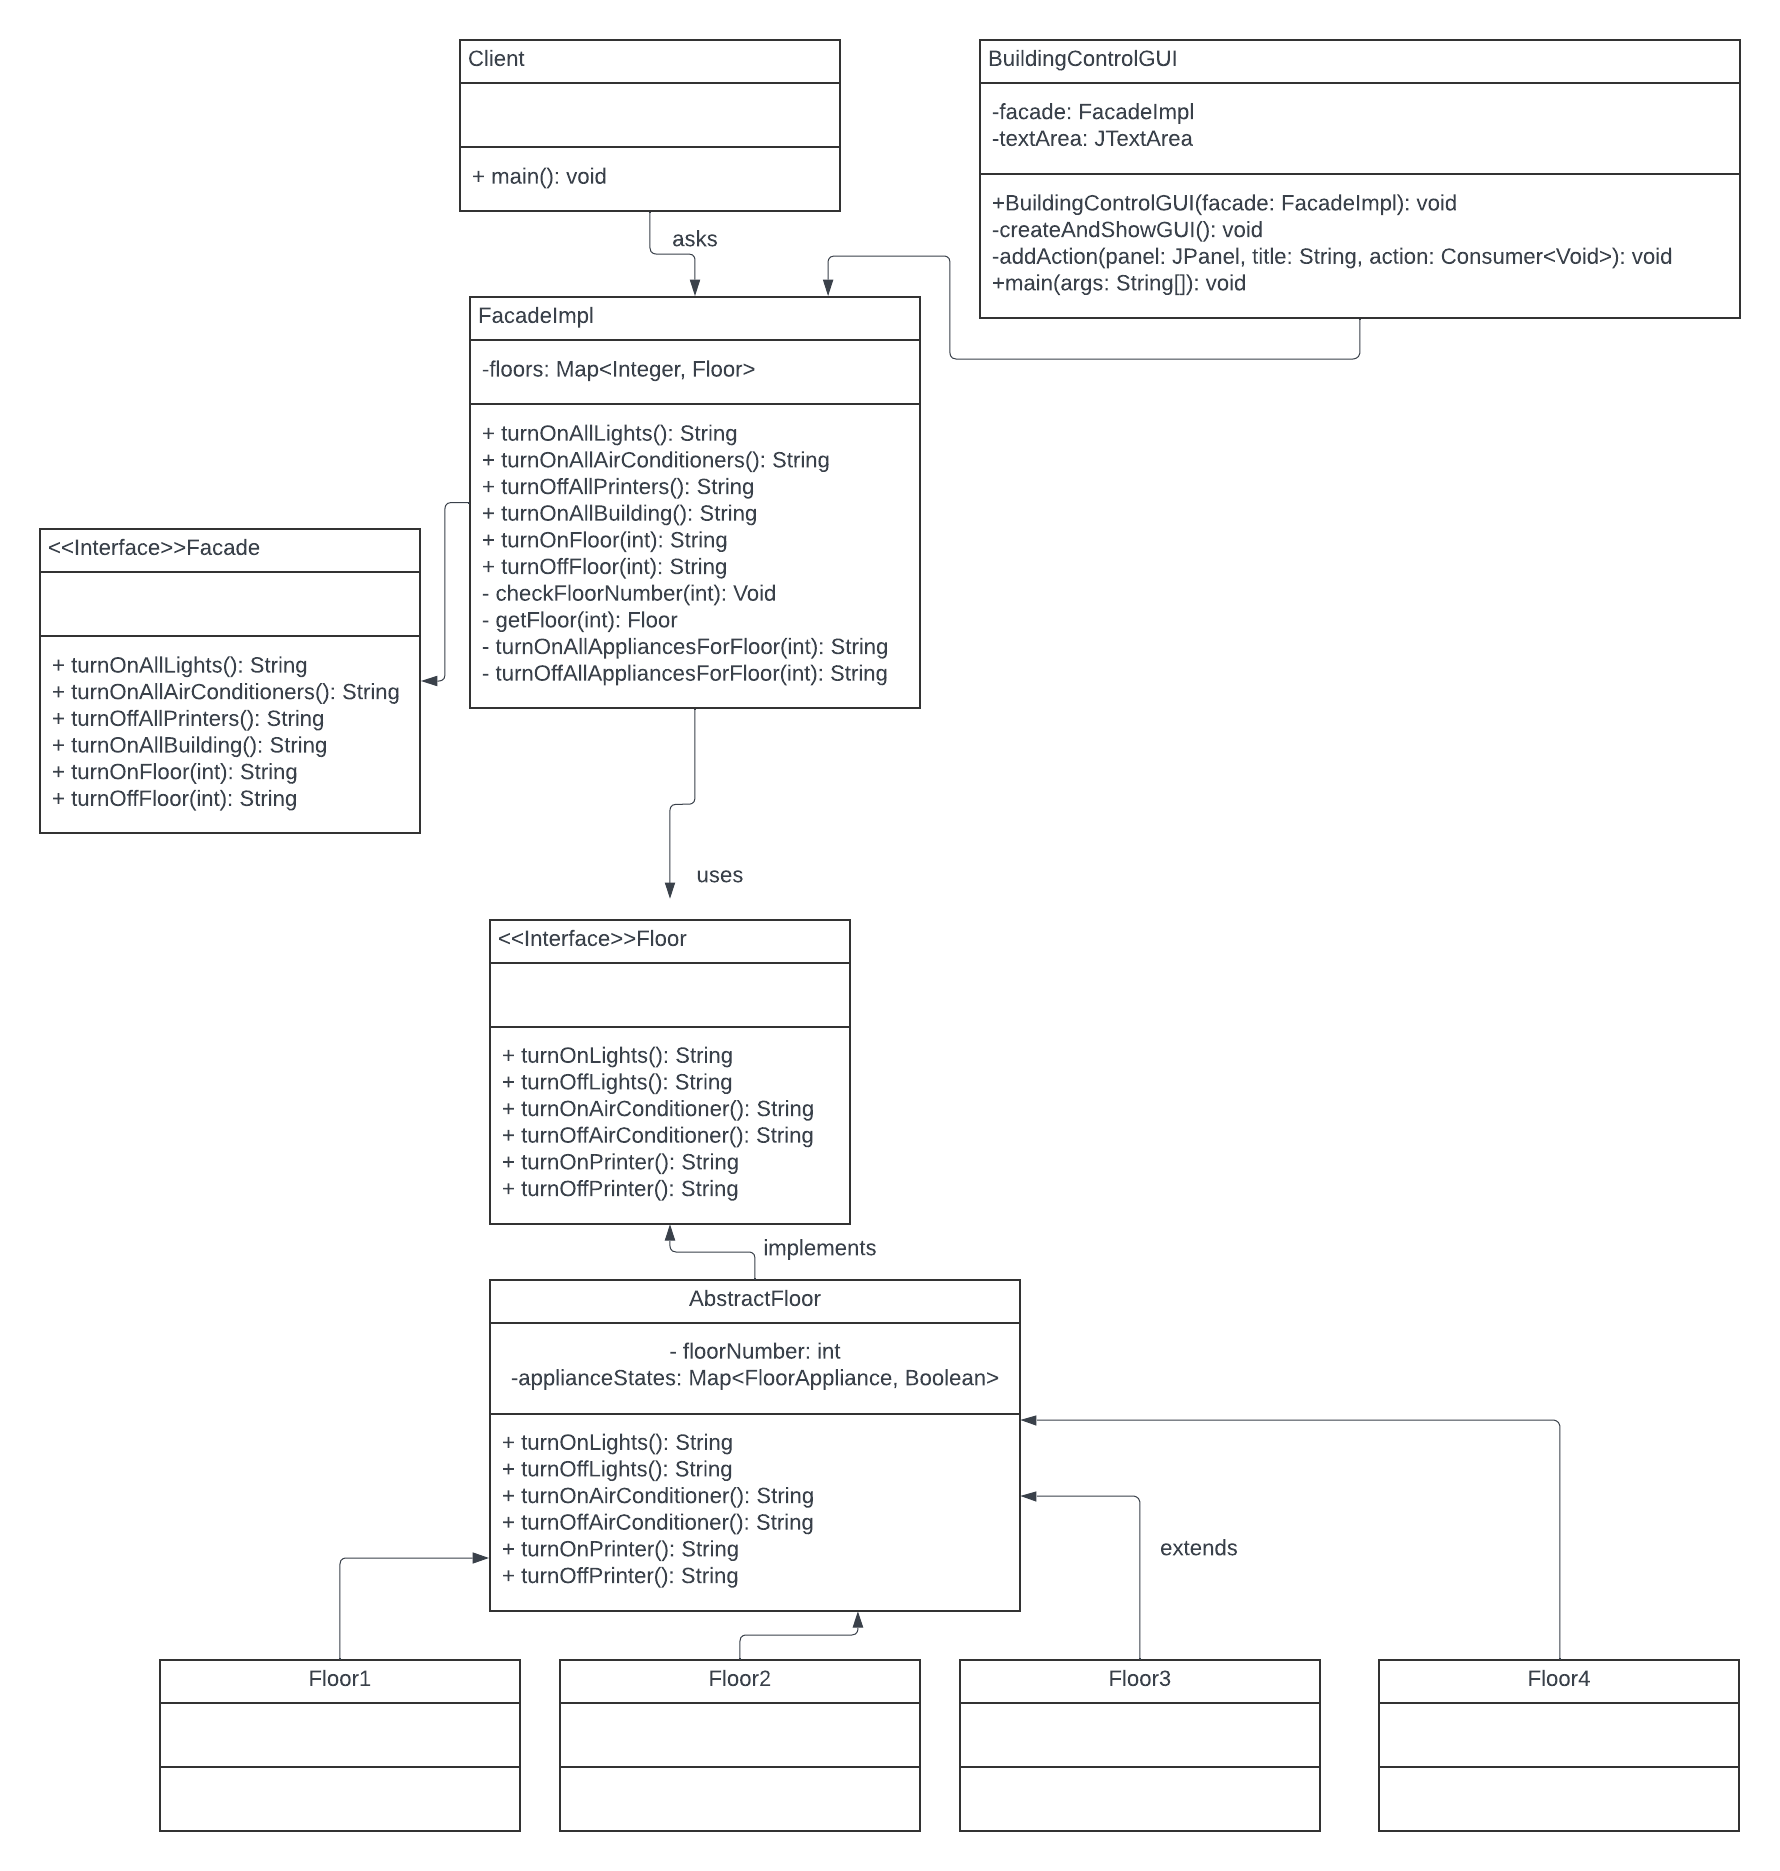 Client
+ main(): void
BuildingControlGUI
-facade: FacadeImpl
-textArea: JTextArea
+BuildingControlGUI(facade: FacadeImpl): void
-createAndShowGUI(): void
-addAction(panel: JPanel, title: String, action: Consumer<Void>): void
+main(args: String[]): void
asks
FacadeImpl
-floors: Map<Integer, Floor>
+ turnOnAllLights(): String
+ turnOnAllAirConditioners(): String
+ turnOffAllPrinters(): String
+ turnOnAllBuilding(): String
+ turnOnFloor(int): String
+ turnOffFloor(int): String
- checkFloorNumber(int): Void
- getFloor(int): Floor
- turnOnAllAppliancesForFloor(int): String
- turnOffAllAppliancesForFloor(int): String
<<Interface>>Facade
+ turnOnAllLights(): String
+ turnOnAllAirConditioners(): String
+ turnOffAllPrinters(): String
+ turnOnAllBuilding(): String
+ turnOnFloor(int): String
+ turnOffFloor(int): String
uses
<<Interface>>Floor
+ turnOnLights(): String
+ turnOffLights(): String
+ turnOnAirConditioner(): String
+ turnOffAirConditioner(): String
+ turnOnPrinter(): String
+ turnOffPrinter(): String
implements
AbstractFloor
- floorNumber: int
-applianceStates: Map<FloorAppliance, Boolean>
+ turnOnLights(): String
+ turnOffLights(): String
+ turnOnAirConditioner(): String
+ turnOffAirConditioner(): String
+ turnOnPrinter(): String
+ turnOffPrinter(): String
extends
Floor1
Floor2
Floor3
Floor4